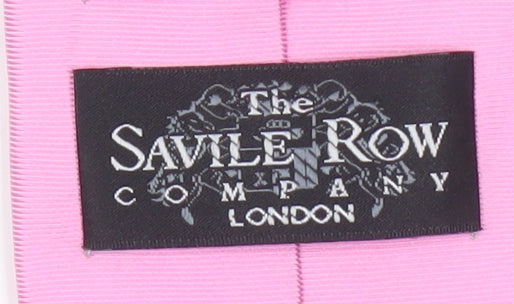 The
SAVILE ROW
COMPANY
LONDON